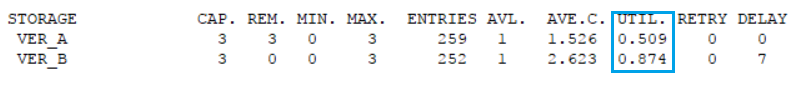 STORAGE CAP. REM. MIN. MAX. ENTRIES AVL. AVE.C. UTIL. RETRY DELAY
VER_A 3 3 0 3 259 1 1.526 0.509 0 0
VER_B 3 0 0 3 252 1 2.623 0.874 0 7